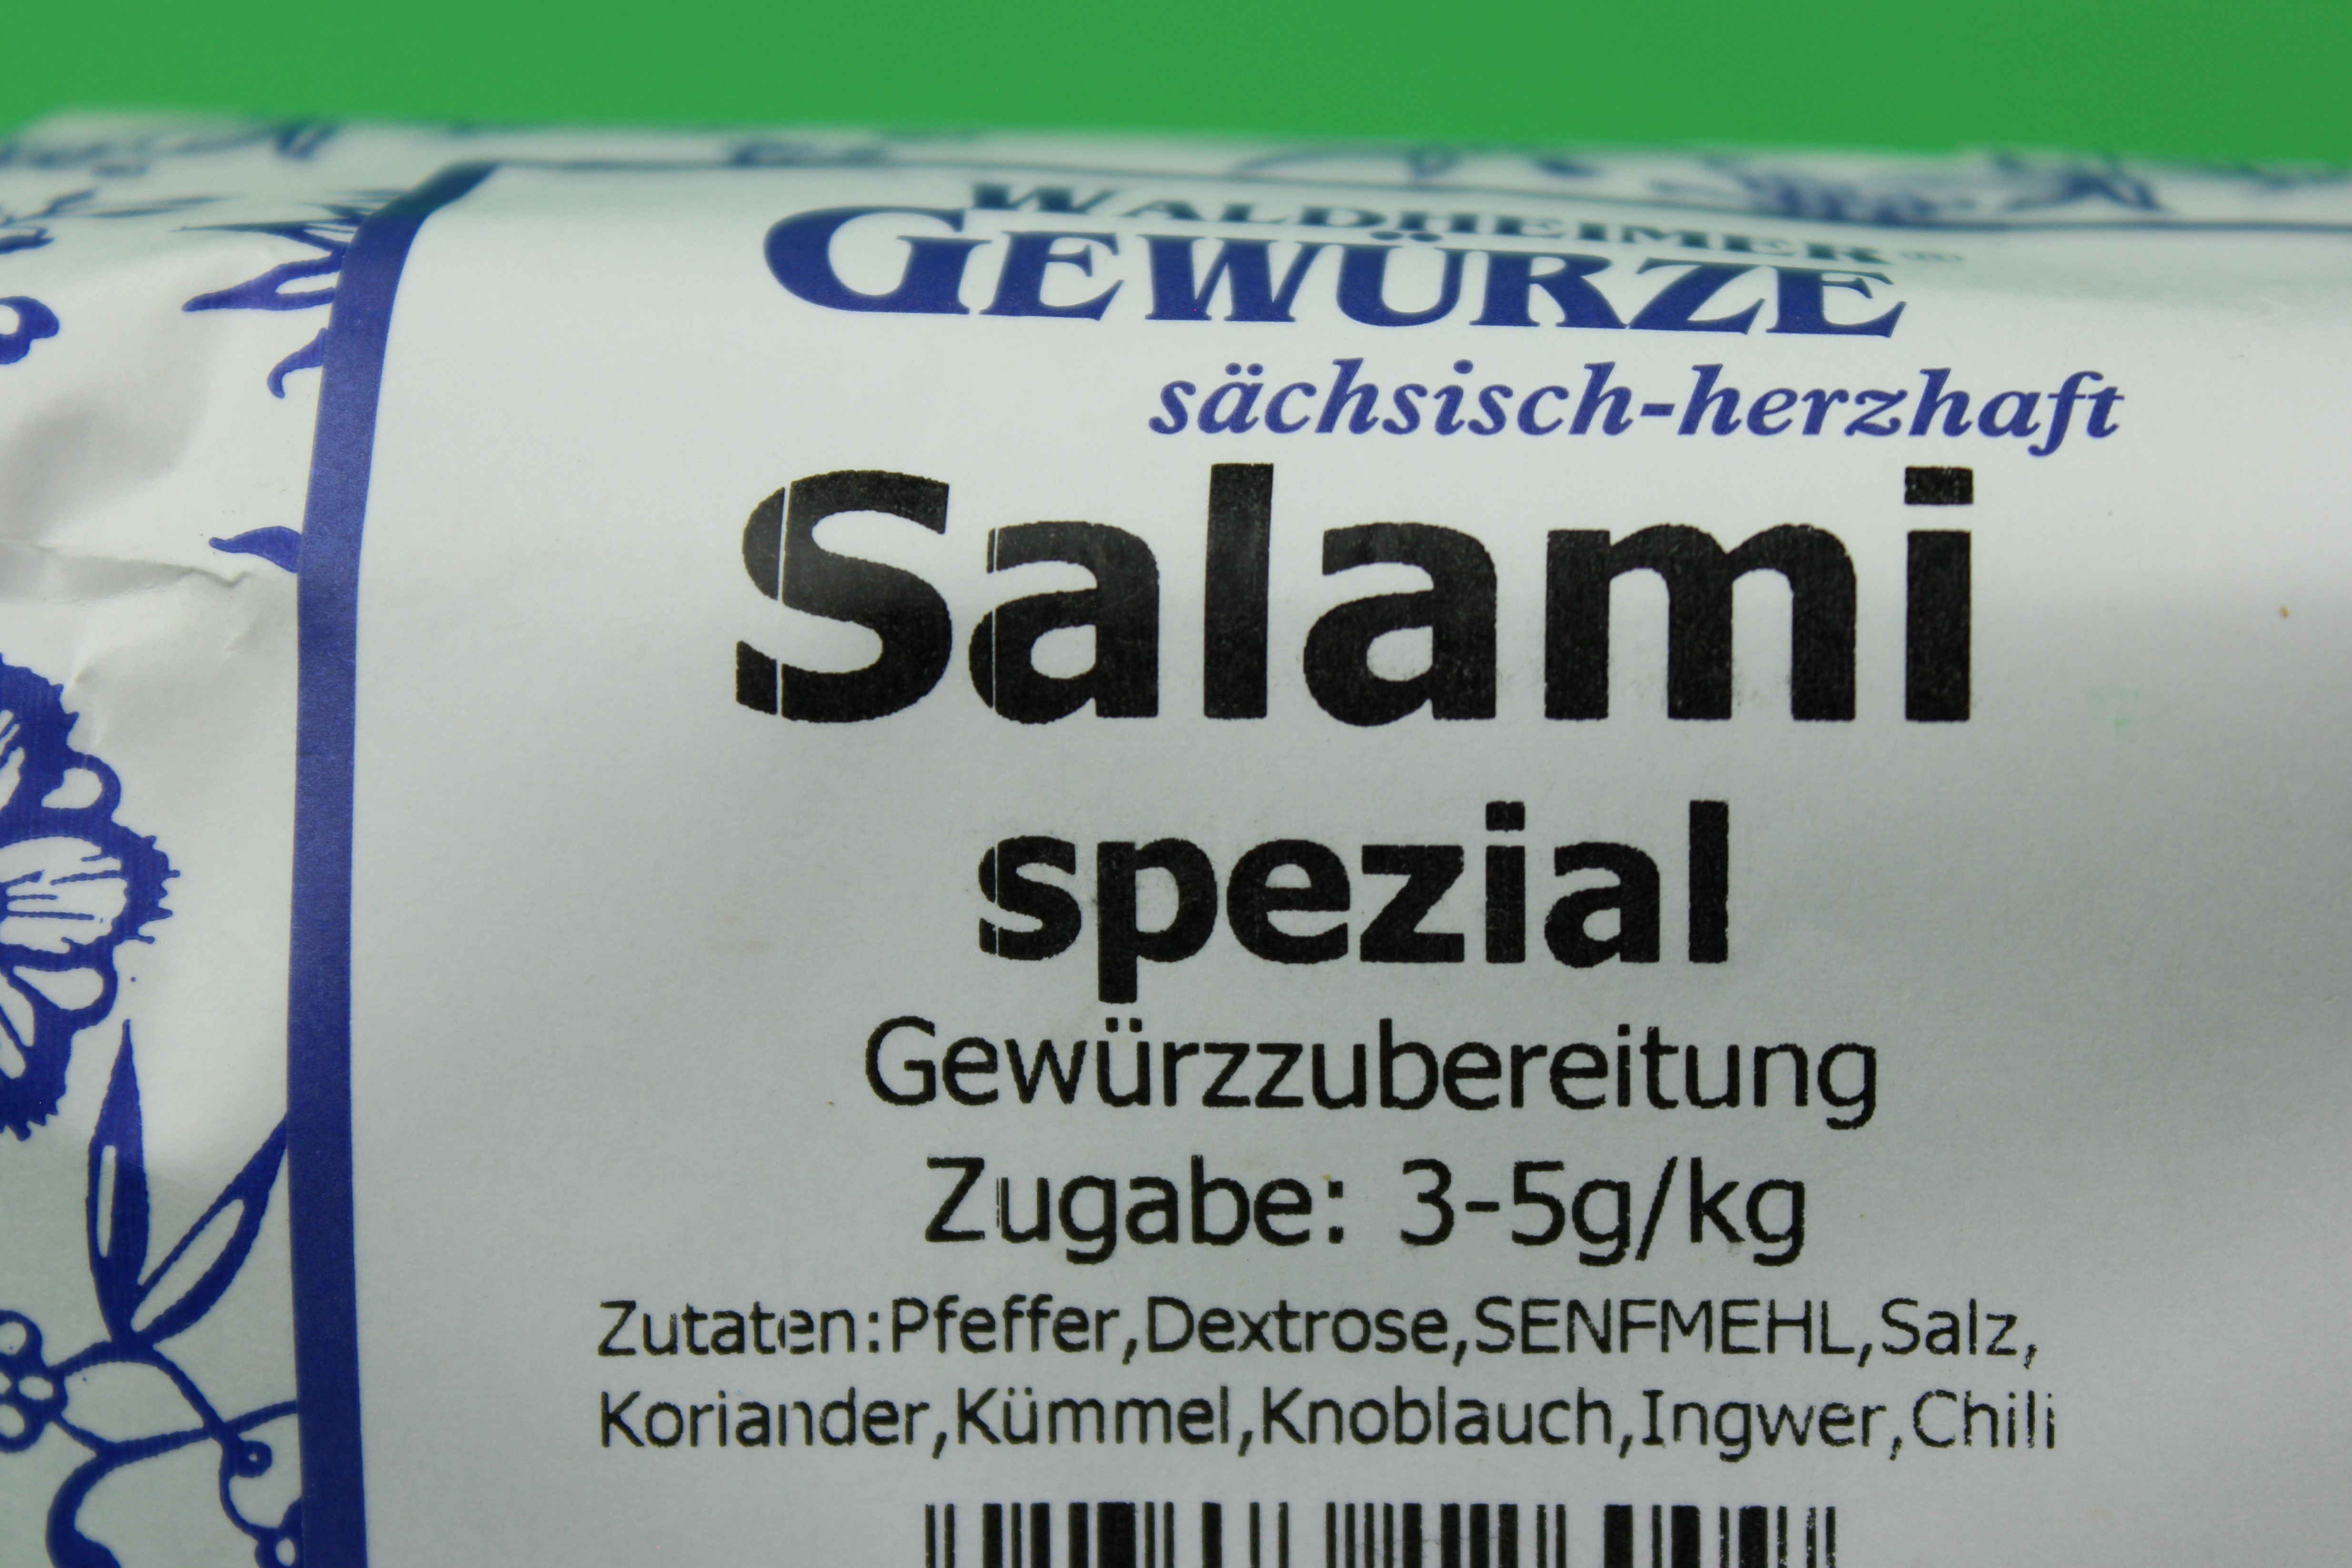 WALDHEIMER®
GEWÜRZE
sächsisch-herzhaft
Salami
spezial
Gewürzzubereitung
Zugabe: 3-5g/kg
Zutaten:Pfeffer,Dextrose,SENFMEHL,Salz,
Koriander,Kümmel,Knoblauch,Ingwer,Chili